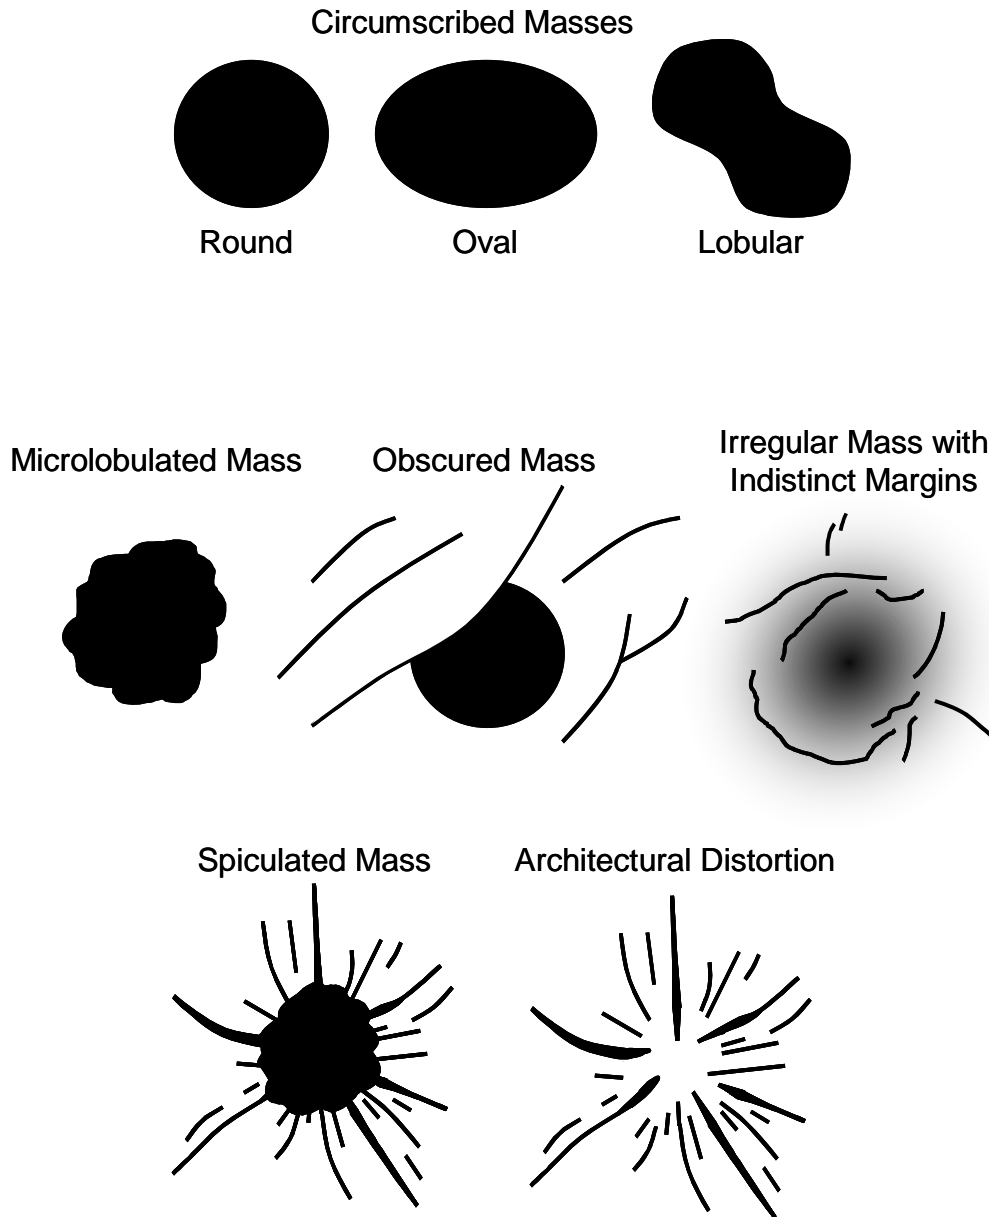 Circumscribed Masses
Round
Oval
Lobular
Microlobulated Mass
Obscured Mass
Irregular Mass with
Indistinct Margins
Spiculated Mass
Architectural Distortion